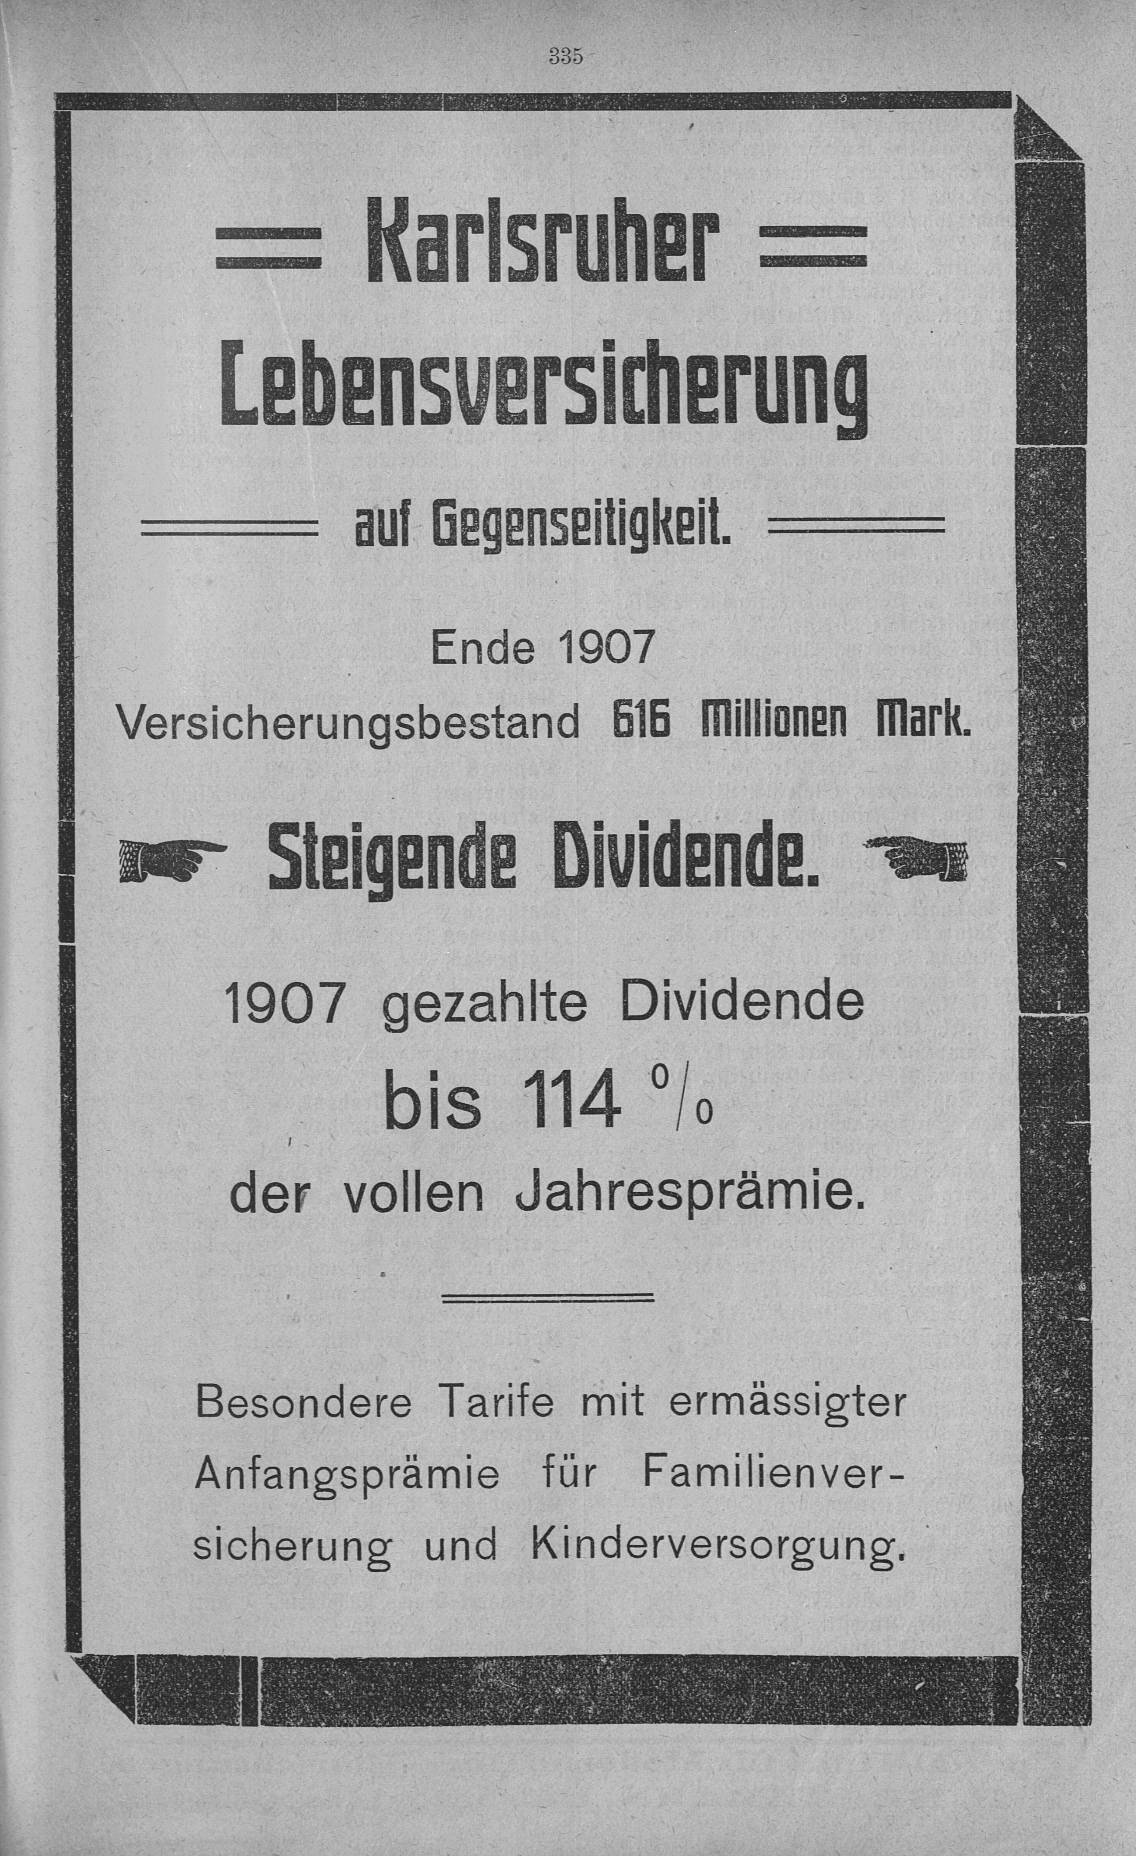 335
Karlsruher
Lebensversicherung
auf Gegenseitigkeit.
Ende 1907
Versicherungsbestand 616 Millionen Mark.
Steigende Dividende.
1907 gezahlte Dividende
bis 114 %
der vollen Jahresprämie.
Besondere Tarife mit ermässigter
Anfangsprämie für Familienver-
sicherung und Kinderversorgung.